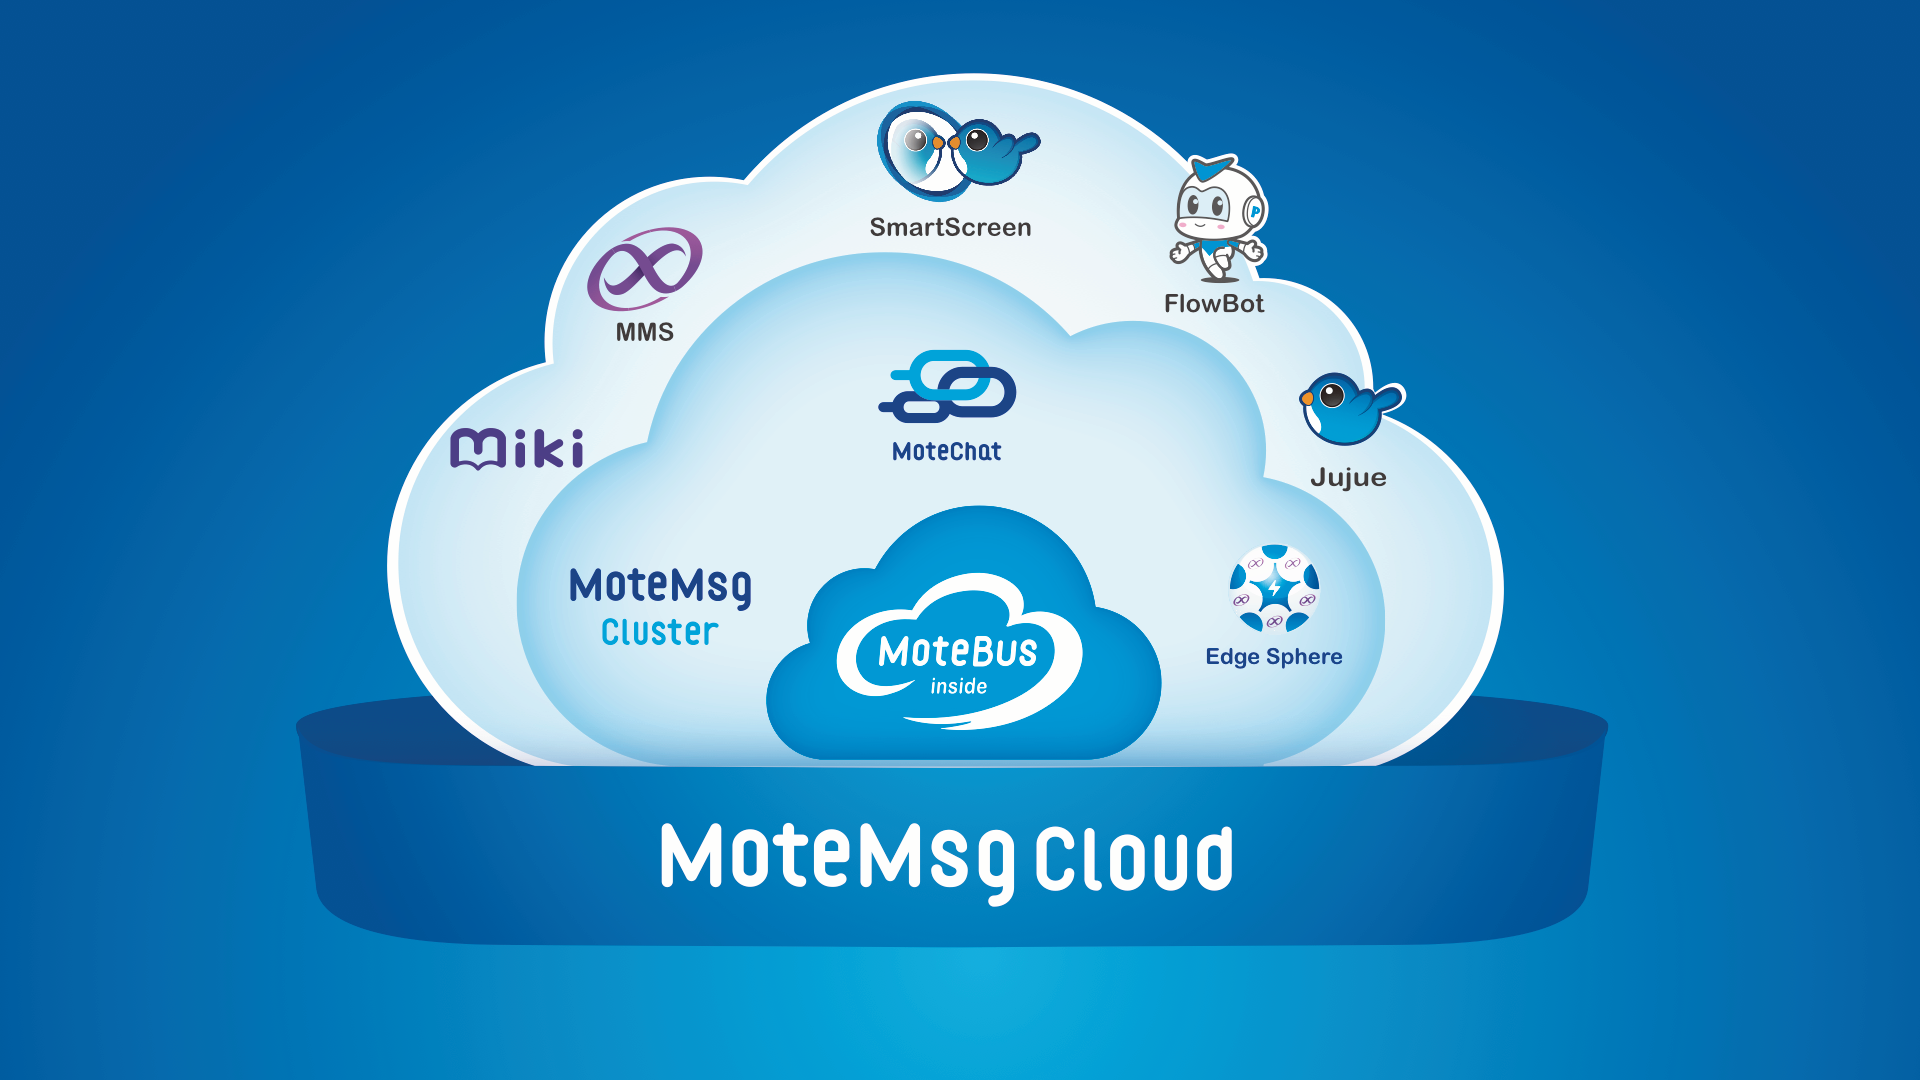 SmartScreen
P
FlowBot
MMS
MoteChat
miki
Jujue
MoteMsg
Cluster
MoteBus
inside
Edge Sphere
MoteMsg Cloud